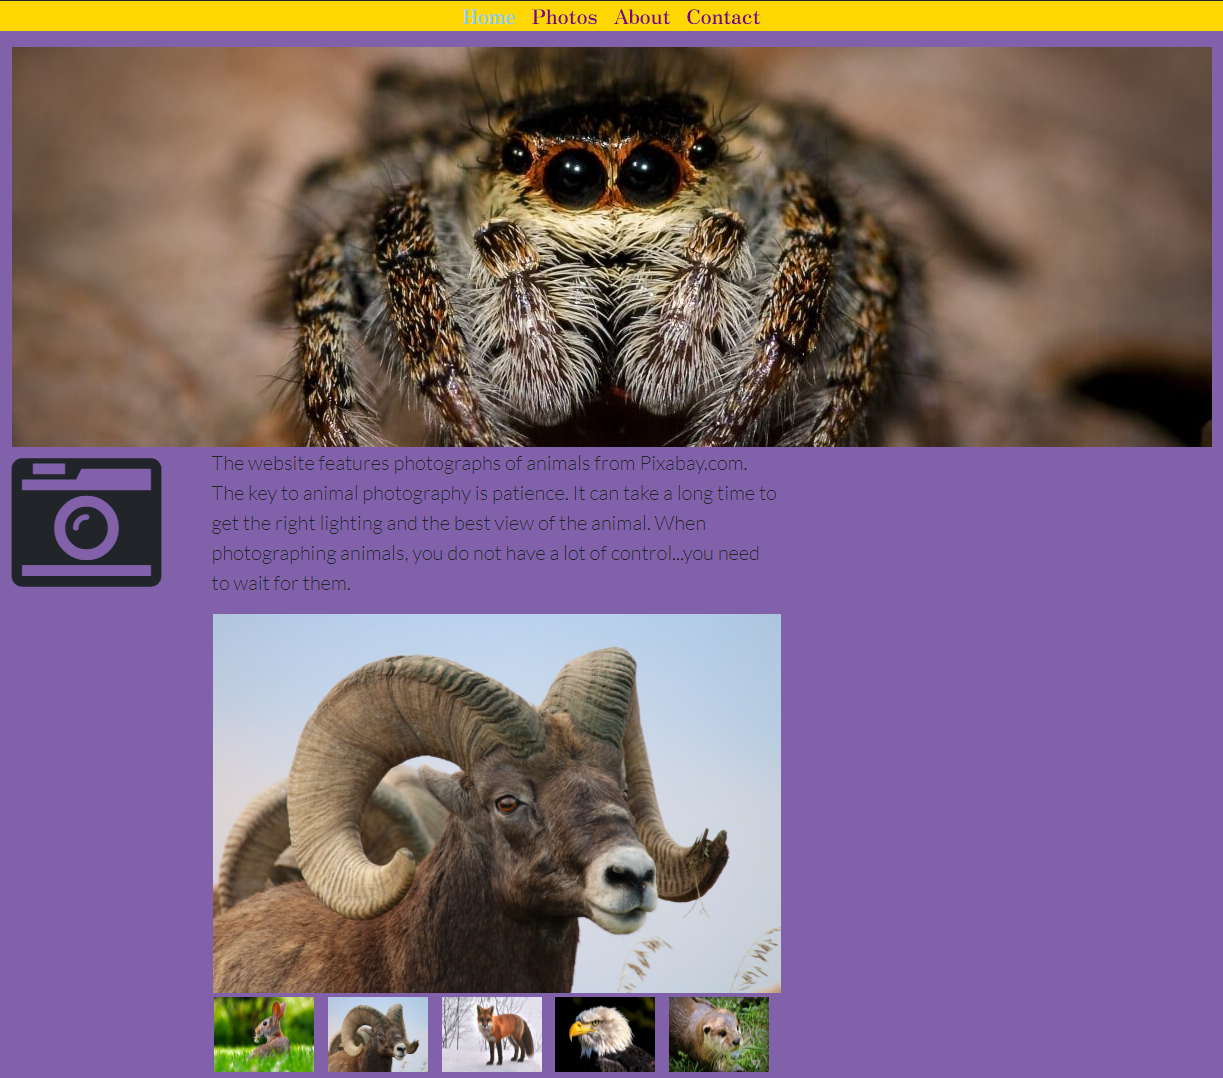 Home Photos About Contact
The website features photographs of animals from Pixabay.com.
The key to animal photography is patience. It can take a long time to
get the right lighting and the best view of the animal. When
photographing animals, you do not have a lot of control...you need
to wait for them.